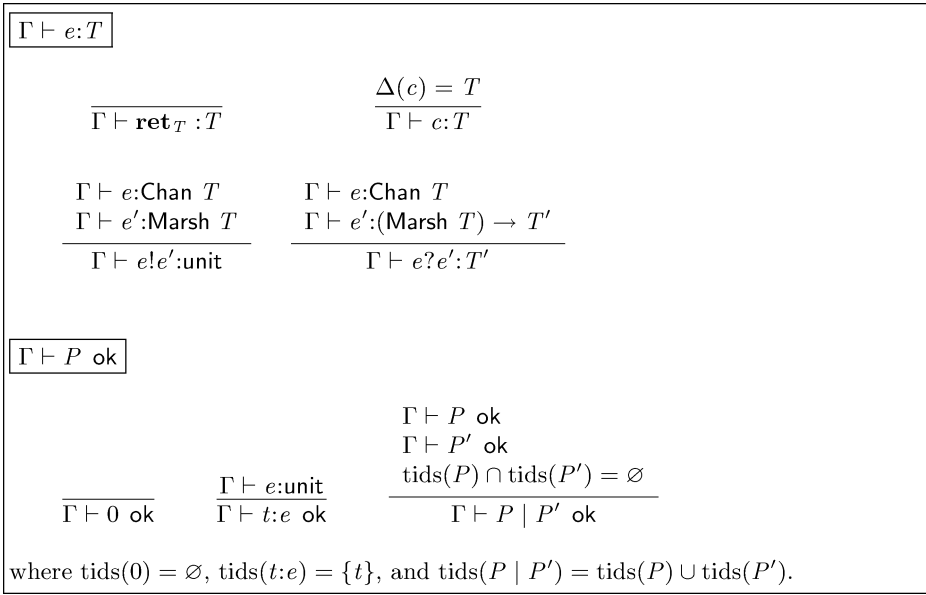 Γ ⊢ e:T
Δ(c) = T
Γ ⊢ ret_T : T    Γ ⊢ c:T
Γ ⊢ e:Chan T    Γ ⊢ e:Chan T
Γ ⊢ e′:Marsh T    Γ ⊢ e′:(Marsh T) → T′
Γ ⊢ e!e′:unit    Γ ⊢ e?e′:T′
Γ ⊢ P ok
Γ ⊢ P ok
Γ ⊢ P′ ok
Γ ⊢ e:unit    tids(P) ∩ tids(P′) = ∅
Γ ⊢ 0 ok    Γ ⊢ t:e ok    Γ ⊢ P | P′ ok
where tids(0) = ∅, tids(t:e) = {t}, and tids(P | P′) = tids(P) ∪ tids(P′).